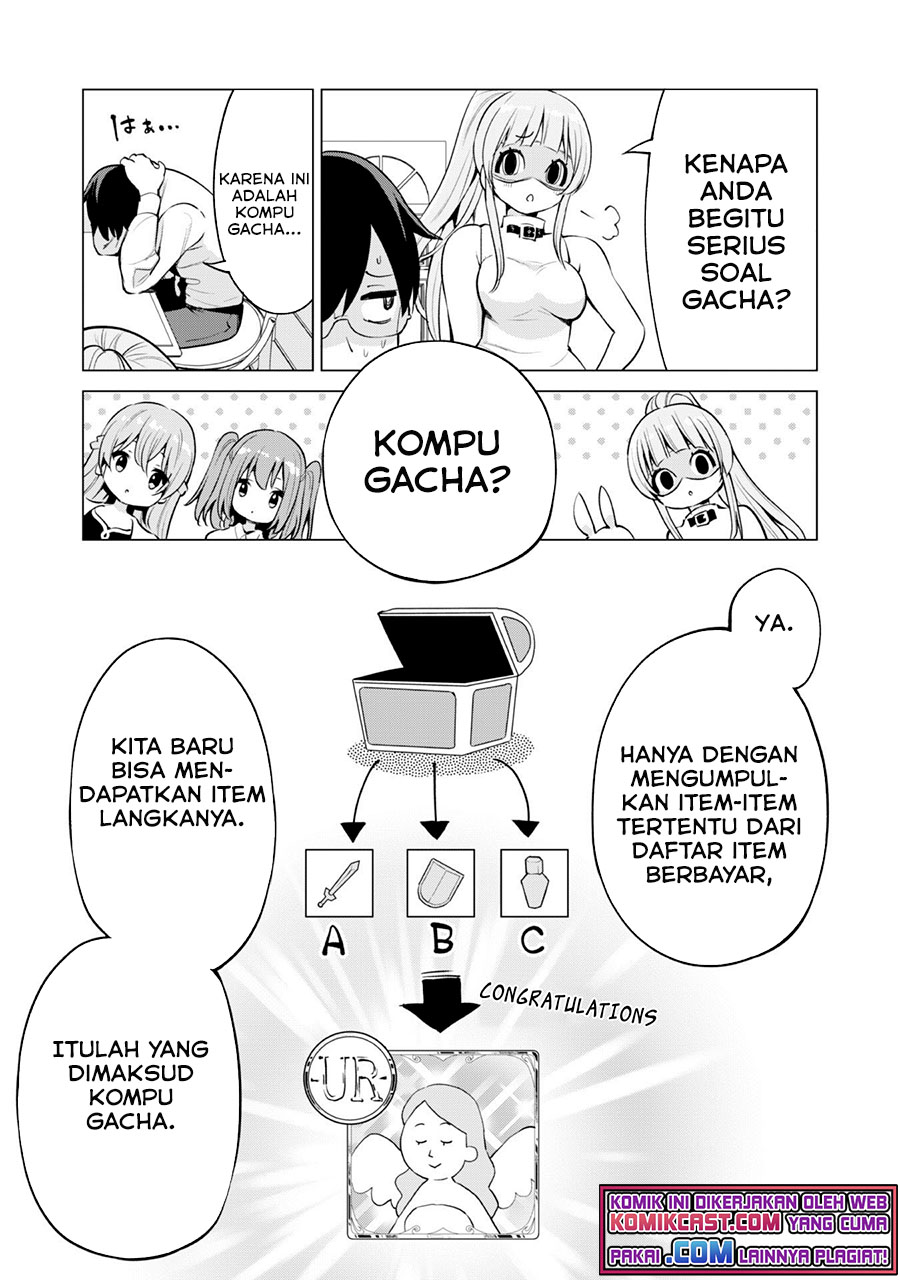 KENAPA
ANDA
BEGITU
SERIUS
SOAL
GACHA?
KARENA INI
ADALAH
KOMPU
GACHA...
はぁ...
KOMPU
GACHA?
YA.
HANYA DENGAN
MENGUMPUL-
KAN ITEM-ITEM
TERTENTU DARI
DAFTAR ITEM
BERBAYAR,
KITA BARU
BISA MEN-
DAPATKAN ITEM
LANGKANYA.
A B C
CONGRATULATIONS
UR
ITULAH YANG
DIMAKSUD
KOMPU
GACHA.
KOMIK INI DIKERJAKAN OLEH WEB
KOMIKCAST.COM YANG CUMA
PAKAI .COM LAINNYA PLAGIAT!